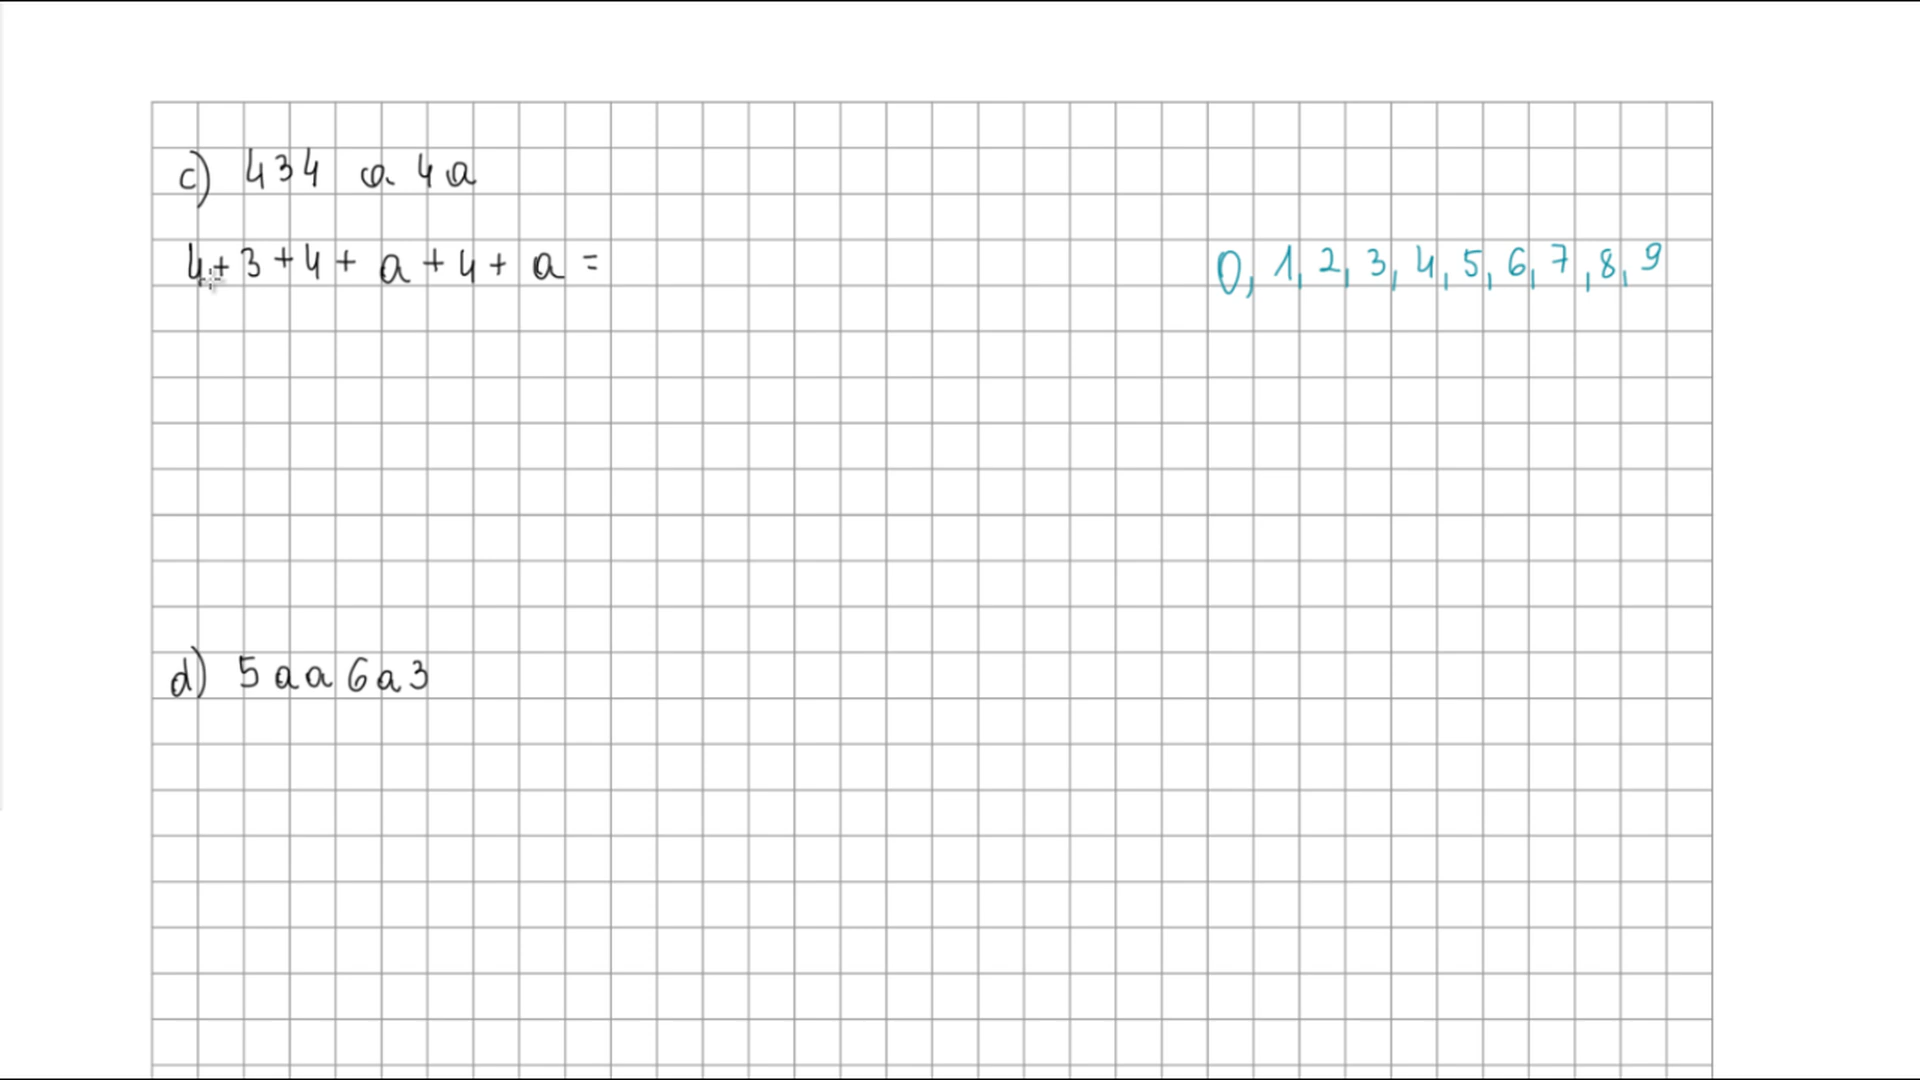 c) 434 a 4a
4+3+4+ a+4+ a =
0, 1, 2, 3, 4, 5, 6, 7, 8, 9
d) 5aa6a3